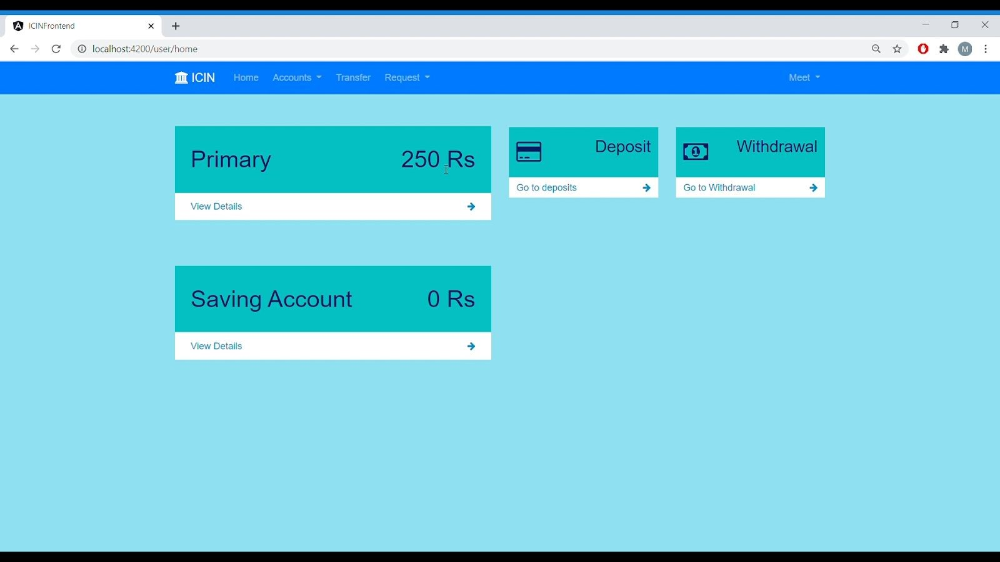 ICINFrontend
localhost:4200/user/home
M
ICIN Home Accounts Transfer Request Meet
Primary 250 Rs
View Details
Deposit
Go to deposits
1 Withdrawal
Go to Withdrawal
Saving Account 0 Rs
View Details